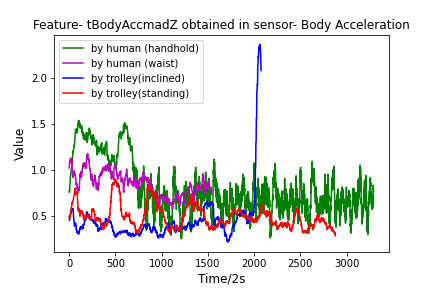 Feature- tBodyAccmadZ obtained in sensor- Body Acceleration
by human (handhold)
by human (waist)
by trolley(inclined)
by trolley(standing)
Value
2.0
1.5
1.0
0.5
0 500 1000 1500 2000 2500 3000
Time/2s